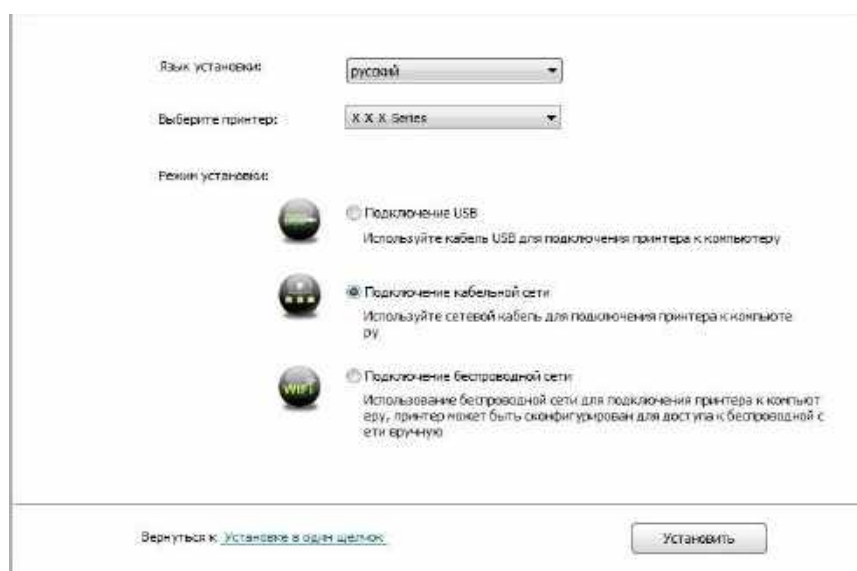 Язык установки:
русский
Выберите принтер:
X X X Series
Режим установки:
Подключение USB
Используйте кабель USB для подключения принтера к компьютеру
Подключение кабельной сети
Используйте сетевой кабель для подключения принтера к компьюте
ру
WiFi
Подключение беспроводной сети
Использование беспроводной сети для подключения принтера к компьют
еру, принтер может быть сконфигурирован для доступа к беспроводной с
ети вручную
Вернуться к Установке в один щелчок
Установить